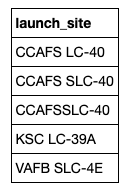 launch_site
CCAFS LC-40
CCAFS SLC-40
CCAFSSLC-40
KSC LC-39A
VAFB SLC-4E